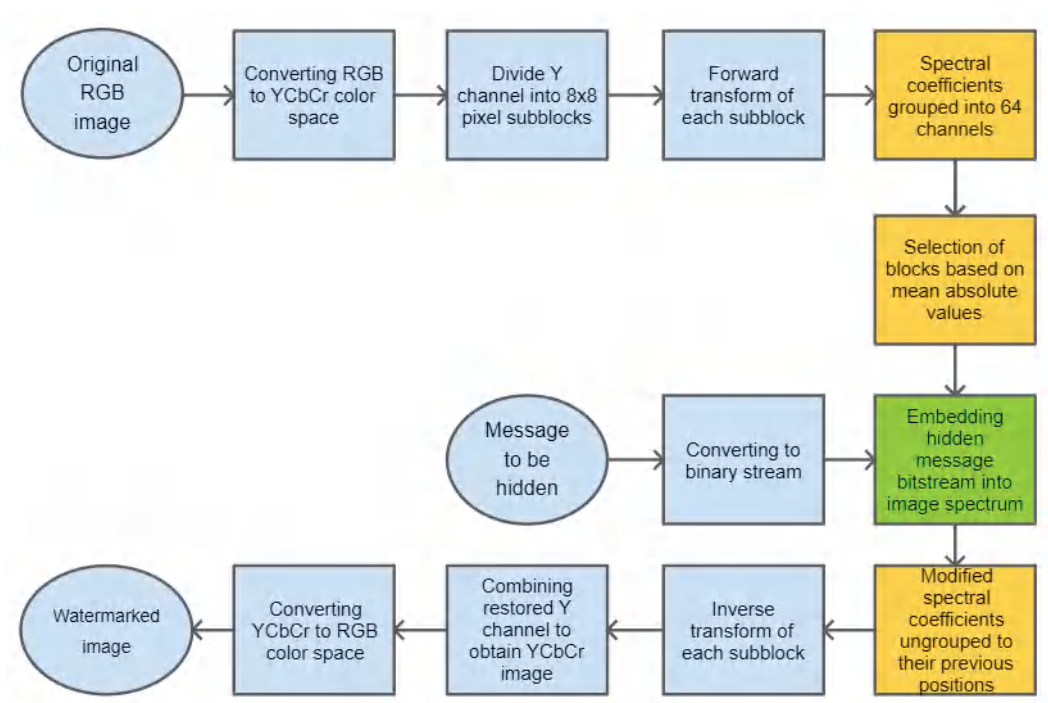 Original
RGB
image
Converting RGB
to YCbCr color
space
Divide Y
channel into 8x8
pixel subblocks
Forward
transform of
each subblock
Spectral
coefficients
grouped into 64
channels
Selection of
blocks based on
mean absolute
values
Message
to be
hidden
Converting to
binary stream
Embedding
hidden
message
bitstream into
image spectrum
Modified
spectral
coefficients
ungrouped to
their previous
positions
Inverse
transform of
each subblock
Combining
restored Y
channel to
obtain YCbCr
image
Converting
YCbCr to RGB
color space
Watermarked
image